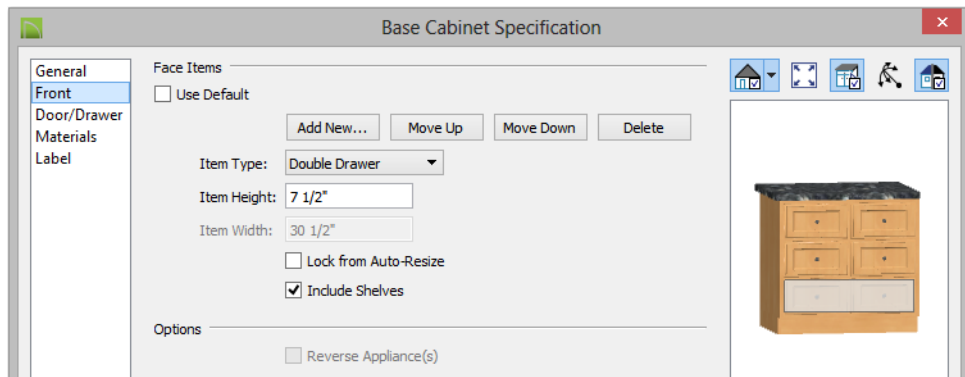 Base Cabinet Specification
General
Front
Door/Drawer
Materials
Label
Face Items
Use Default
Add New... Move Up Move Down Delete
Item Type: Double Drawer
Item Height: 7 1/2"
Item Width: 30 1/2"
Lock from Auto-Resize
Include Shelves
Options
Reverse Appliance(s)